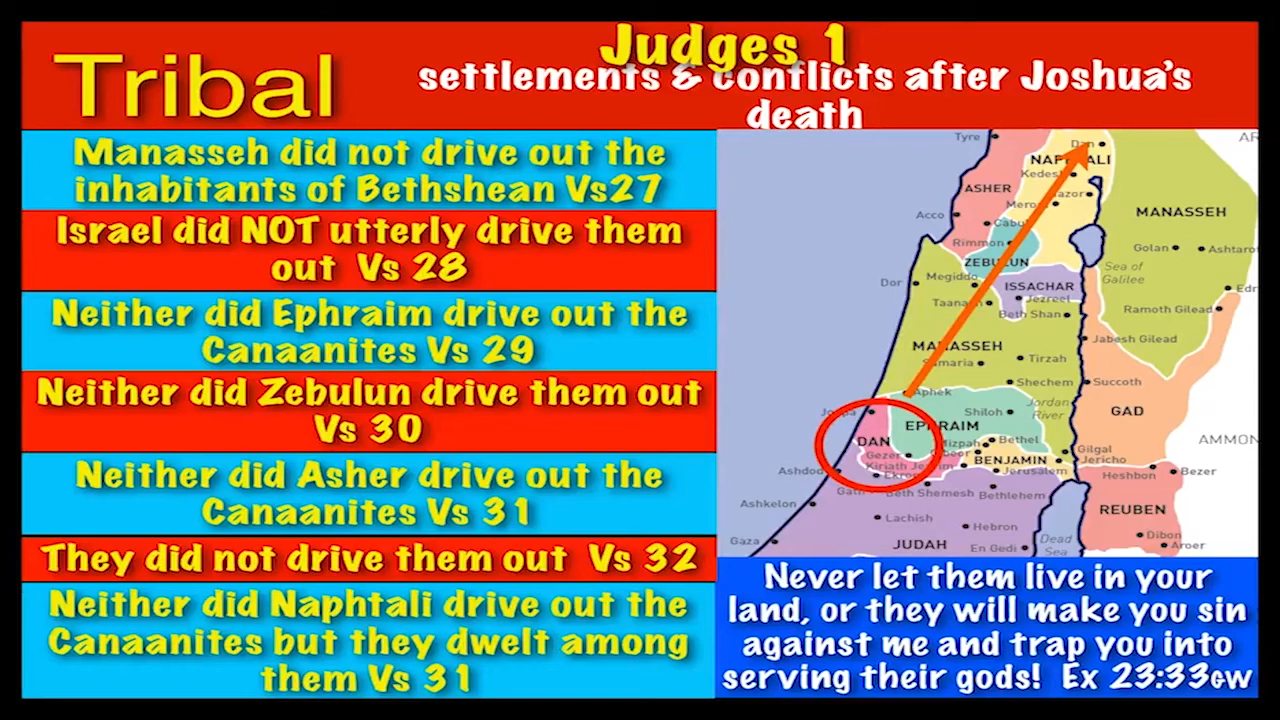 Judges 1
Tribal
settlements & conflicts after Joshua's
death
Manasseh did not drive out the
inhabitants of Bethshean Vs27
Israel did NOT utterly drive them
out Vs 28
Neither did Ephraim drive out the
Canaanites Vs 29
Neither did Zebulun drive them out
Vs 30
Neither did Asher drive out the
Canaanites Vs 31
They did not drive them out Vs 32
Neither did Naphtali drive out the
Canaanites but they dwelt among
them Vs 31
Tyre
Dan
Kedesh
ASHER
Acco
Cabul
Rimmon
ZEBULUN
MANASSEH
Golan
Ashtarot
Sea of
Galilee
Dor
Megiddo
ISSACHAR
Jezreel
Taanach
Beth Shan
Ramoth Gilead
Jabesh Gilead
MANASSEH
Samaria
Tirzah
Shechem
Succoth
Aphek
Jordan
River
GAD
Joppa
Shiloh
EPHRAIM
DAN
Mizpah
Bethel
Gezer
BENJAMIN
Gilgal
Jericho
AMMON
Kiriath Jearim
Jerusalem
Ashdod
Ekron
Heshbon
Bezer
Gath
Beth Shemesh
Bethlehem
Ashkelon
Lachish
Hebron
REUBEN
Gaza
JUDAH
En Gedi
Dead
Sea
Dibon
Aroer
Never let them live in your
land, or they will make you sin
against me and trap you into
serving their gods! Ex 23:33GW